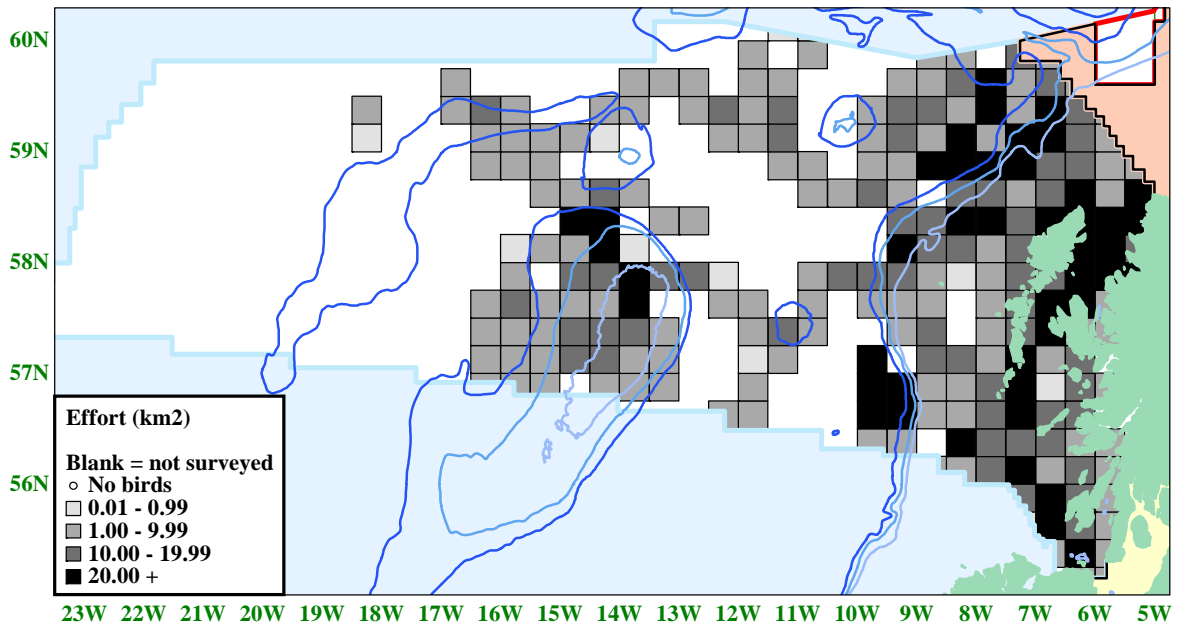 60N
59N
58N
57N
56N
Effort (km2)
Blank = not surveyed
No birds
0.01 - 0.99
1.00 - 9.99
10.00 - 19.99
20.00 +
23W 22W 21W 20W 19W 18W 17W 16W 15W 14W 13W 12W 11W 10W 9W 8W 7W 6W 5W